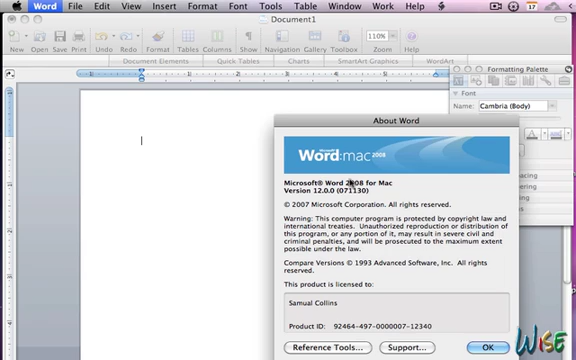 Word File Edit View Insert Format Font Tools Table Window Work Help 17
Document1
New Open Save Print Undo Redo Format Tables Columns Show Navigation Gallery Toolbox Zoom Help
110%
Document Elements Quick Tables Charts SmartArt Graphics WordArt
Formatting Palette
Font
Name: Cambria (Body)
About Word
Microsoft
Word:mac 2008
Microsoft® Word 2008 for Mac
Version 12.0.0 (071130)
© 2007 Microsoft Corporation. All rights reserved.
Warning: This computer program is protected by copyright law and
international treaties. Unauthorized reproduction or distribution of
this program, or any portion of it, may result in severe civil and
criminal penalties, and will be prosecuted to the maximum extent
possible under the law.
Compare Versions © 1993 Advanced Software, Inc. All rights
reserved.
This product is licensed to:
Samual Collins
Product ID: 92464-497-0000007-12340
Reference Tools... Support... OK
Wise